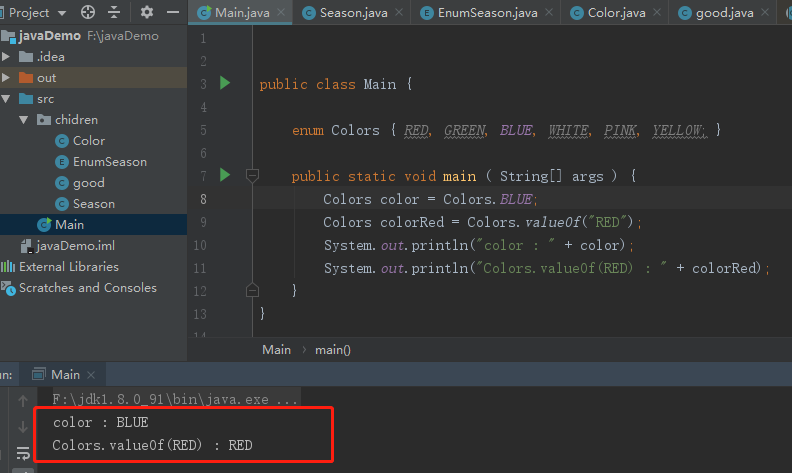 Project
Main.java
Season.java
EnumSeason.java
Color.java
good.java
javaDemo F:\javaDemo
.idea
out
src
chidren
Color
EnumSeason
good
Season
Main
javaDemo.iml
External Libraries
Scratches and Consoles
1
2
3 public class Main {
4
5 enum Colors { RED, GREEN, BLUE, WHITE, PINK, YELLOW; }
6
7 public static void main ( String[] args ) {
8 Colors color = Colors.BLUE;
9 Colors colorRed = Colors.valueOf("RED");
10 System.out.println("color : " + color);
11 System.out.println("Colors.valueOf(RED) : " + colorRed);
12 }
13 }
14
Main
main()
un:
Main
F:\jdk1.8.0_91\bin\java.exe ...
color : BLUE
Colors.valueOf(RED) : RED